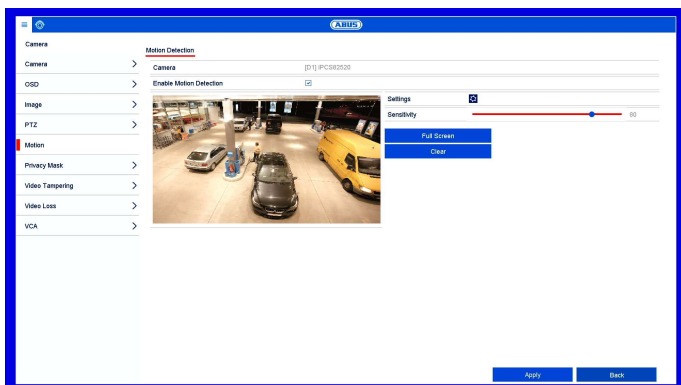 ABUS
Camera
Camera
OSD
Image
PTZ
Motion
Privacy Mask
Video Tampering
Video Loss
VCA
Motion Detection
Camera [D1] IPCS82520
Enable Motion Detection
Settings
Sensitivity 80
Full Screen
Clear
Apply Back